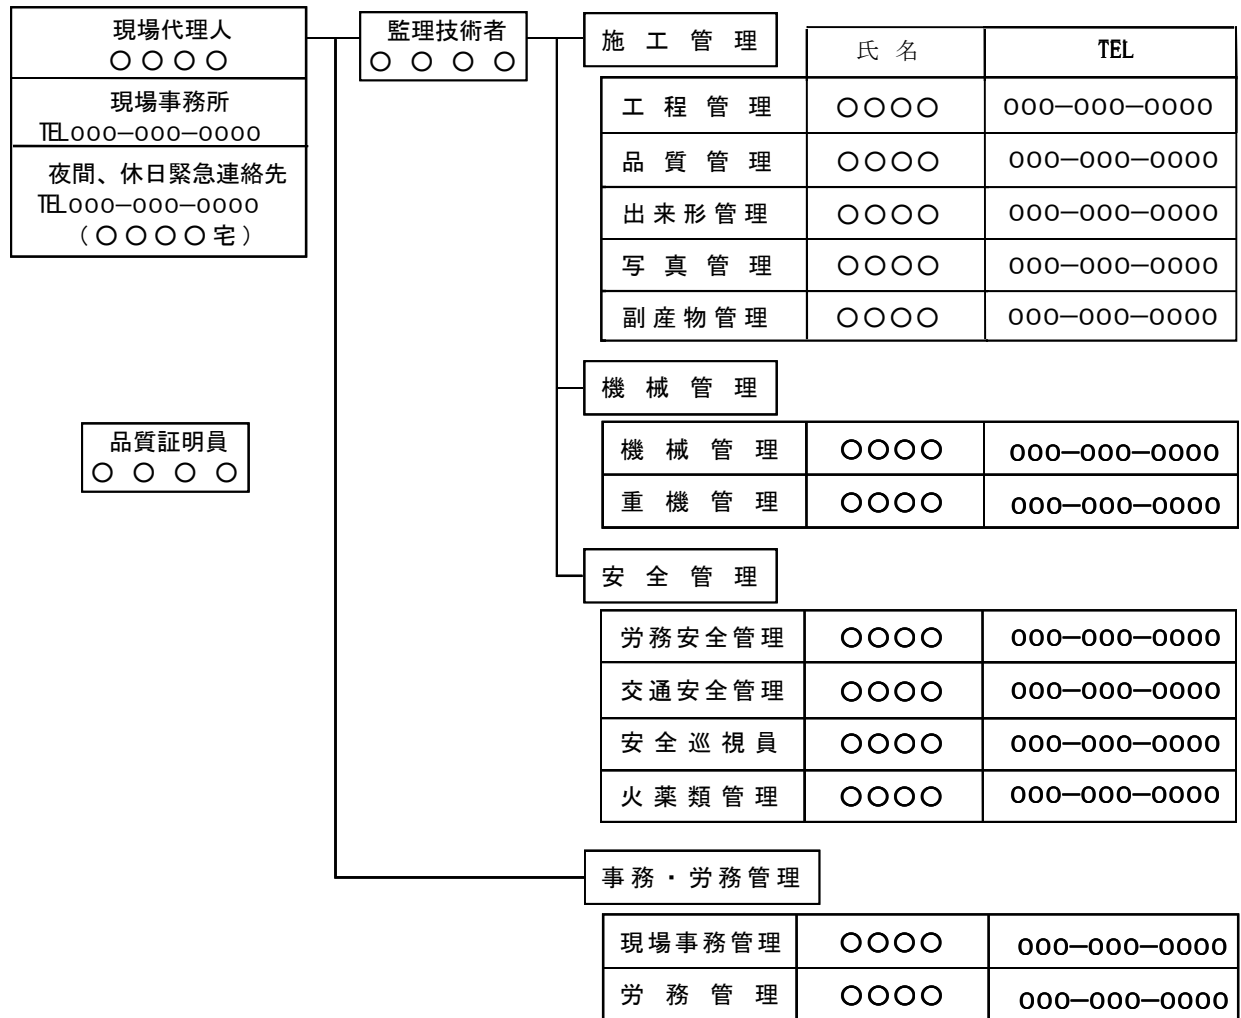 現場代理人
○○○○
現場事務所
TEL000−000−0000
夜間、休日緊急連絡先
TEL000−000−0000
（○○○○宅）
監理技術者
○○○○
品質証明員
○○○○
施工管理
氏名 TEL
工程管理 ○○○○ 000−000−0000
品質管理 ○○○○ 000−000−0000
出来形管理 ○○○○ 000−000−0000
写真管理 ○○○○ 000−000−0000
副産物管理 ○○○○ 000−000−0000
機械管理
機械管理 ○○○○ 000−000−0000
重機管理 ○○○○ 000−000−0000
安全管理
労務安全管理 ○○○○ 000−000−0000
交通安全管理 ○○○○ 000−000−0000
安全巡視員 ○○○○ 000−000−0000
火薬類管理 ○○○○ 000−000−0000
事務・労務管理
現場事務管理 ○○○○ 000−000−0000
労務管理 ○○○○ 000−000−0000